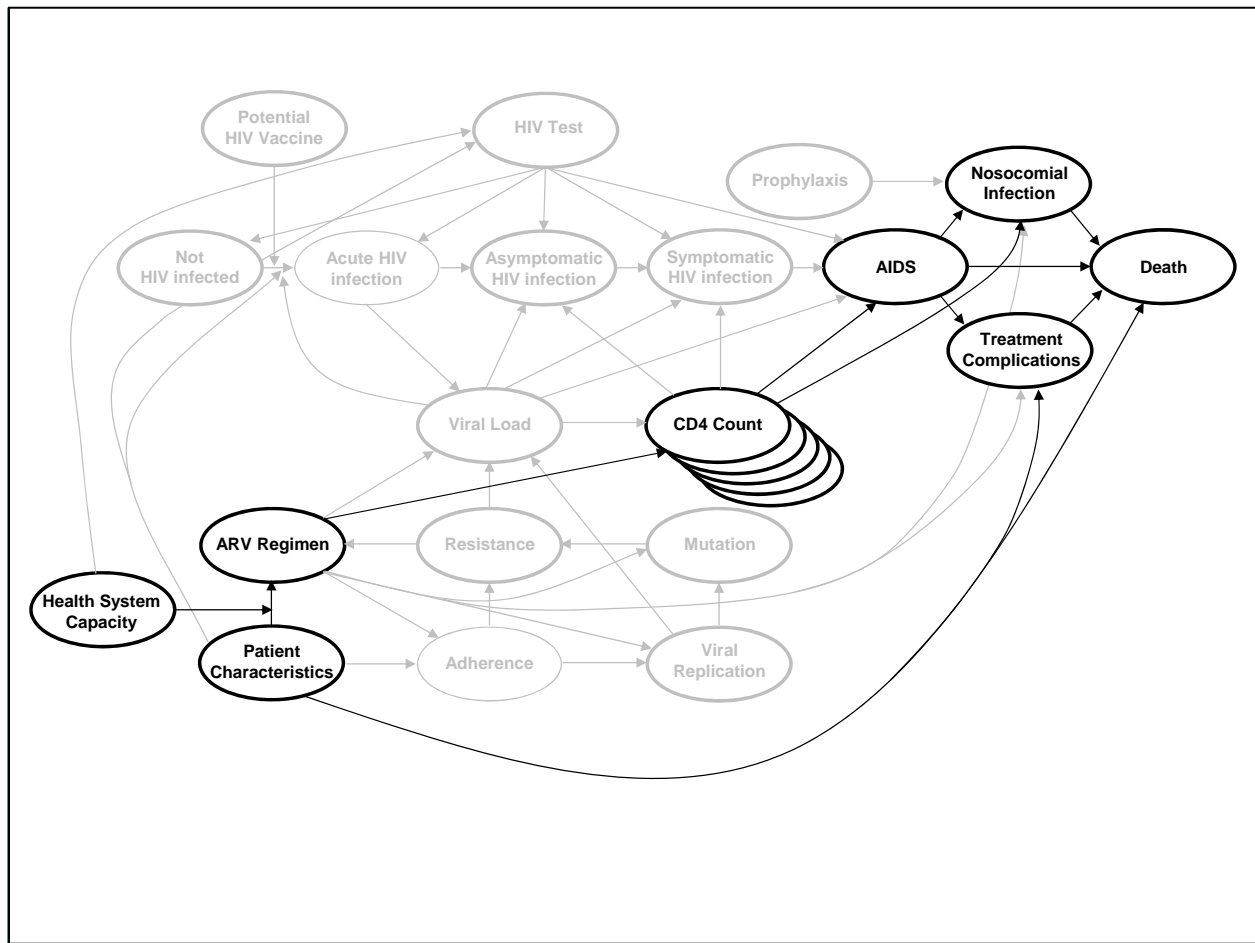 Potential
HIV Vaccine
HIV Test
Prophylaxis
Nosocomial
Infection
Not
HIV infected
Acute HIV
infection
Asymptomatic
HIV infection
Symptomatic
HIV infection
AIDS
Death
Treatment
Complications
Viral Load
CD4 Count
ARV Regimen
Resistance
Mutation
Health System
Capacity
Patient
Characteristics
Adherence
Viral
Replication